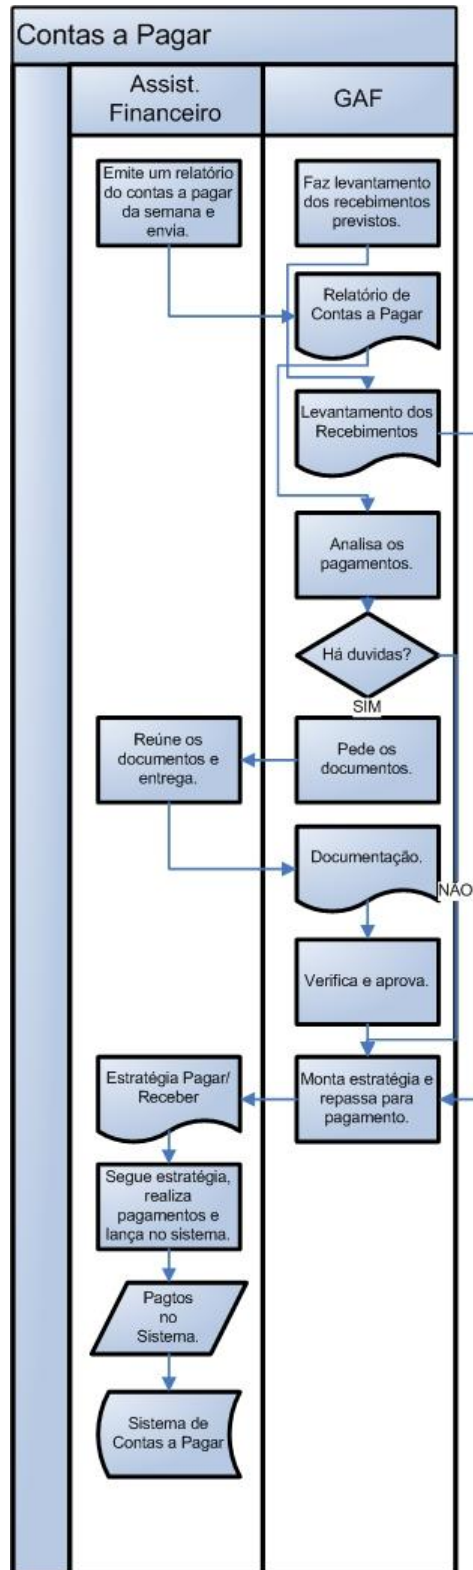 Contas a Pagar
Assist.
Financeiro
GAF
Emite um relatório
do contas a pagar
da semana e
envia.
Faz levantamento
dos recebimentos
previstos.
Relatório de
Contas a Pagar
Levantamento dos
Recebimentos
Analisa os
pagamentos.
Há duvidas?
SIM
Reúne os
documentos e
entrega.
Pede os
documentos.
Documentação.
NÃO
Verifica e aprova.
Estratégia Pagar/
Receber
Monta estratégia e
repassa para
pagamento.
Segue estratégia,
realiza
pagamentos e
lança no sistema.
Pagtos
no
Sistema.
Sistema de
Contas a Pagar